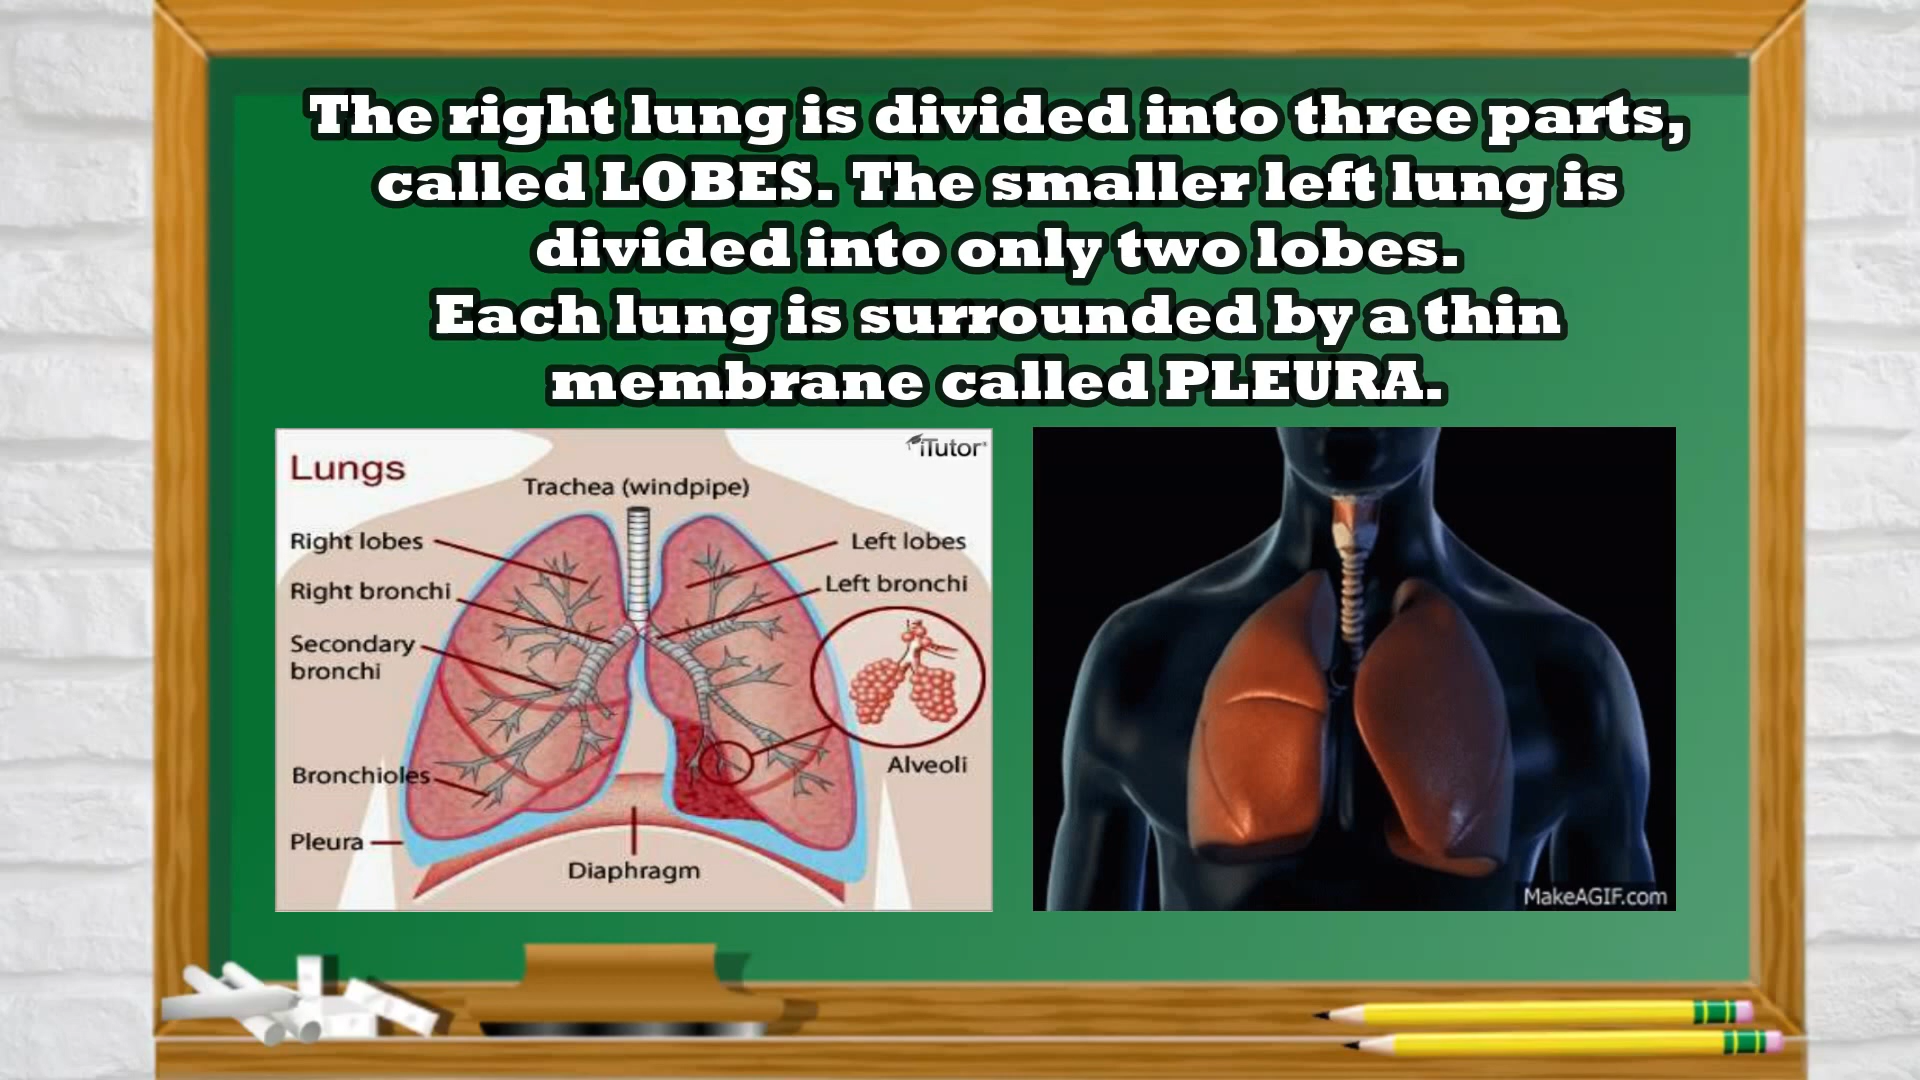 The right lung is divided into three parts,
called LOBES. The smaller left lung is
divided into only two lobes.
Each lung is surrounded by a thin
membrane called PLEURA.
iTutor
Lungs
Trachea (windpipe)
Right lobes
Left lobes
Right bronchi
Left bronchi
Secondary
bronchi
Bronchioles
Alveoli
Pleura
Diaphragm
MakeAGIF.com